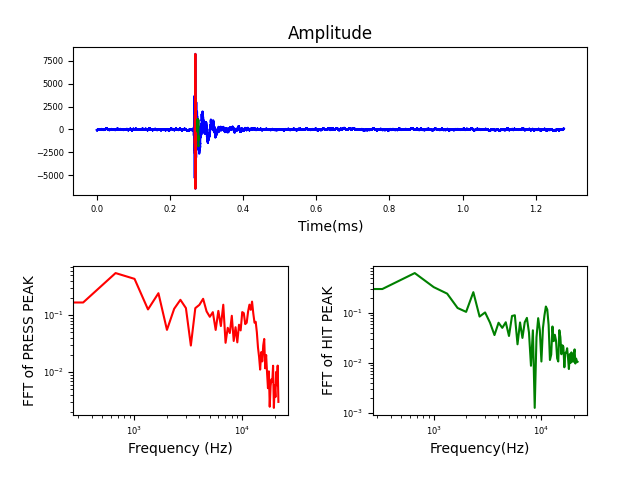 Amplitude
7500
5000
2500
0
−2500
−5000
0.0 0.2 0.4 0.6 0.8 1.0 1.2
Time(ms)
FFT of PRESS PEAK
10⁻¹
10⁻²
10³ 10⁴
Frequency (Hz)
FFT of HIT PEAK
10⁻¹
10⁻²
10⁻³
10³ 10⁴
Frequency(Hz)